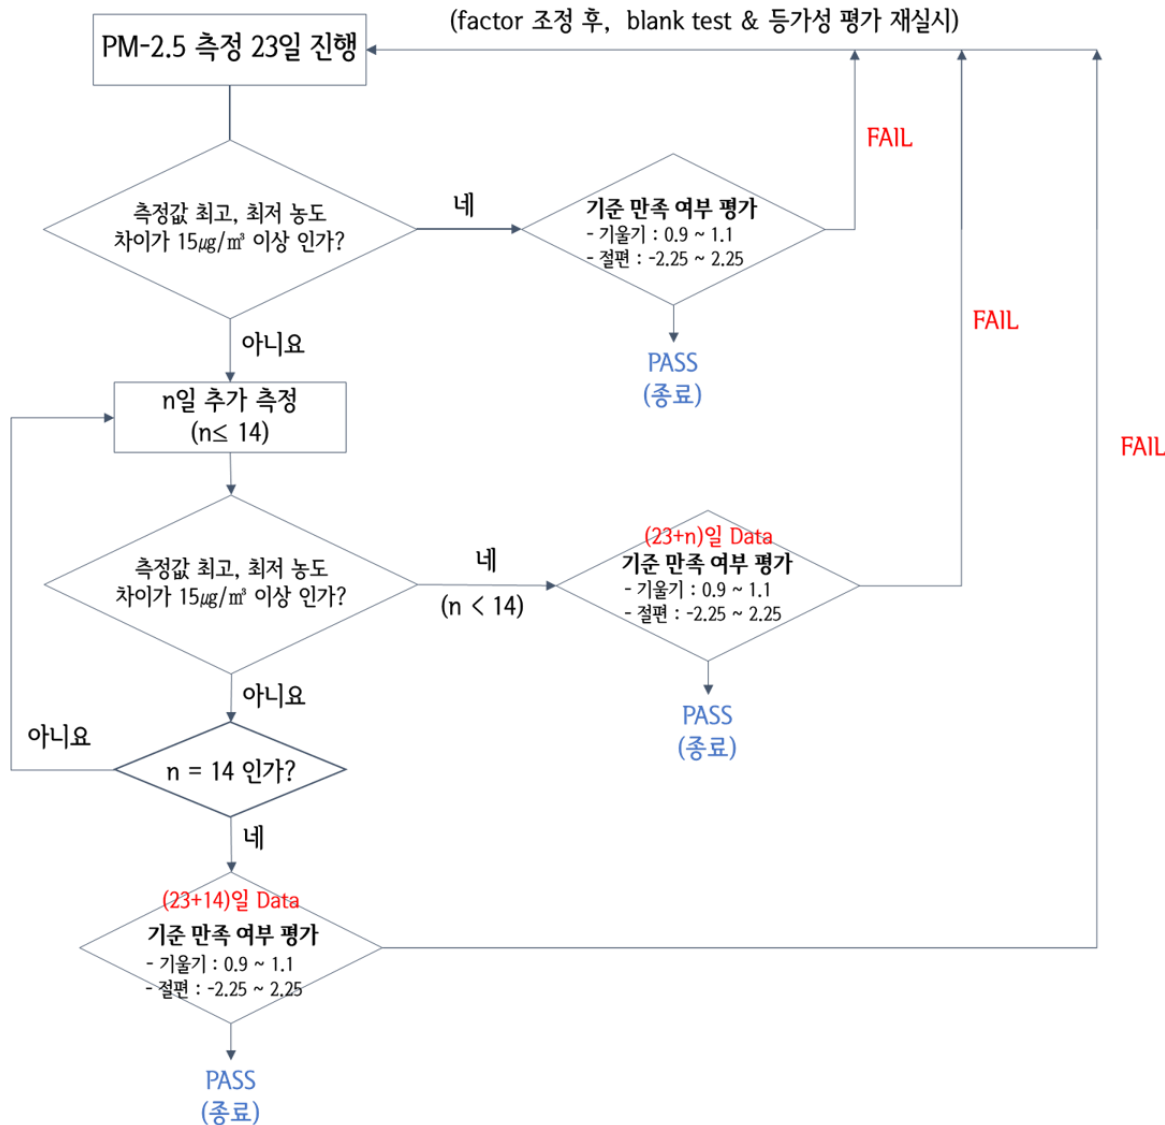 (factor 조정 후, blank test & 등가성 평가 재실시)
PM-2.5 측정 23일 진행
FAIL
측정값 최고, 최저 농도
차이가 15㎍/㎥ 이상 인가?
네
기준 만족 여부 평가
- 기울기 : 0.9 ~ 1.1
- 절편 : -2.25 ~ 2.25
FAIL
아니요
PASS
(종료)
n일 추가 측정
(n≤ 14)
FAIL
측정값 최고, 최저 농도
차이가 15㎍/㎥ 이상 인가?
네
(n < 14)
(23+n)일 Data
기준 만족 여부 평가
- 기울기 : 0.9 ~ 1.1
- 절편 : -2.25 ~ 2.25
아니요
PASS
(종료)
아니요
n = 14 인가?
네
(23+14)일 Data
기준 만족 여부 평가
- 기울기 : 0.9 ~ 1.1
- 절편 : -2.25 ~ 2.25
PASS
(종료)